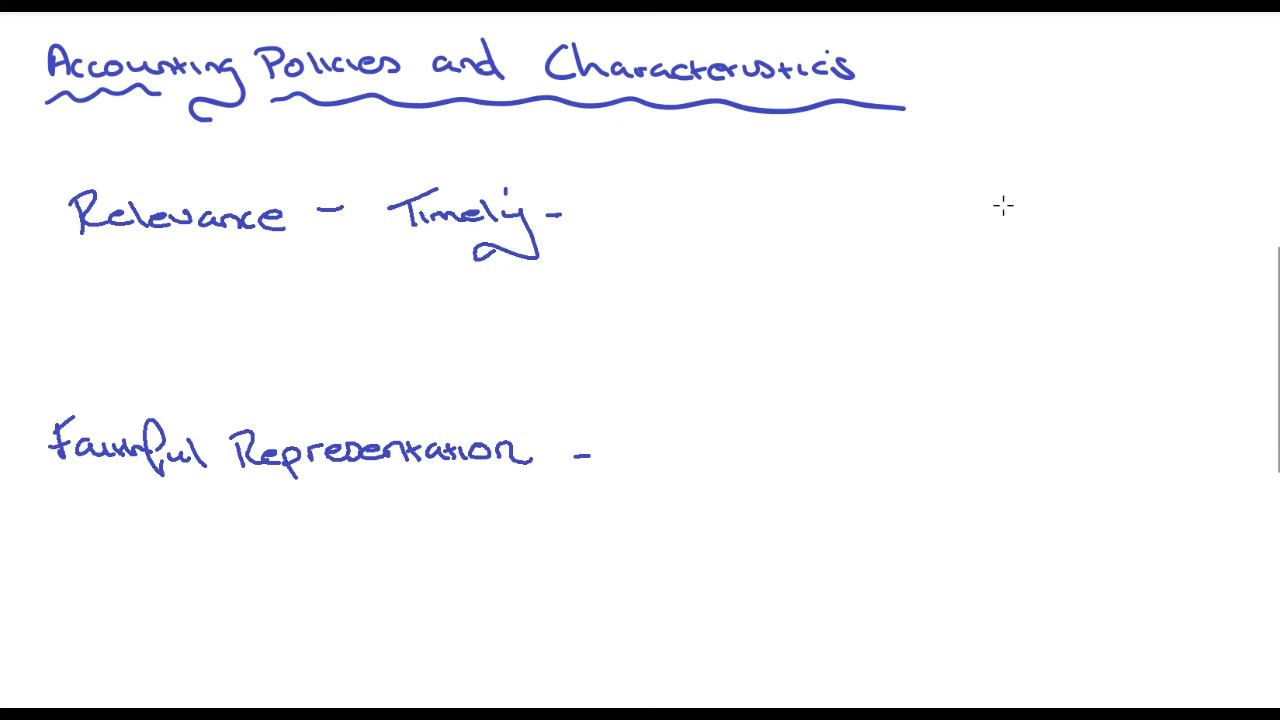 Accounting Policies and Characteristics
Relevance - Timely -
Faithful Representation -